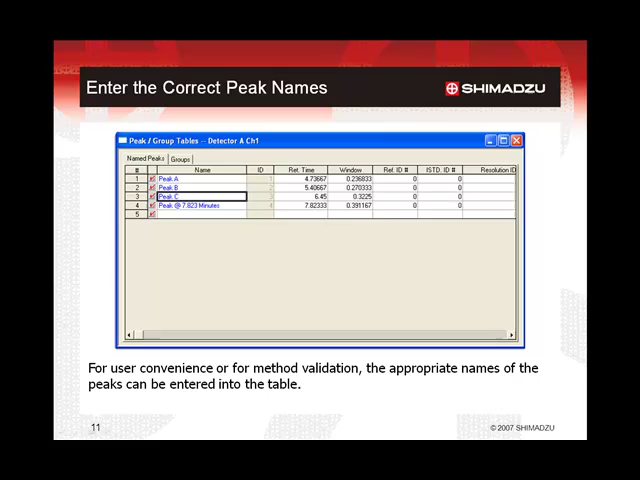 Enter the Correct Peak Names
SHIMADZU
Peak / Group Tables -- Detector A Ch1
Named Peaks Groups
# Name ID Ret. Time Window Ref. ID # ISTD. ID # Resolution ID
1 Peak A 1 4.73667 0.236833 0 0
2 Peak B 2 5.40667 0.270333 0 0
3 Peak C 3 6.45 0.3225 0 0
4 Peak @ 7.823 Minutes 4 7.82333 0.391167 0 0
5
For user convenience or for method validation, the appropriate names of the
peaks can be entered into the table.
11
© 2007 SHIMADZU